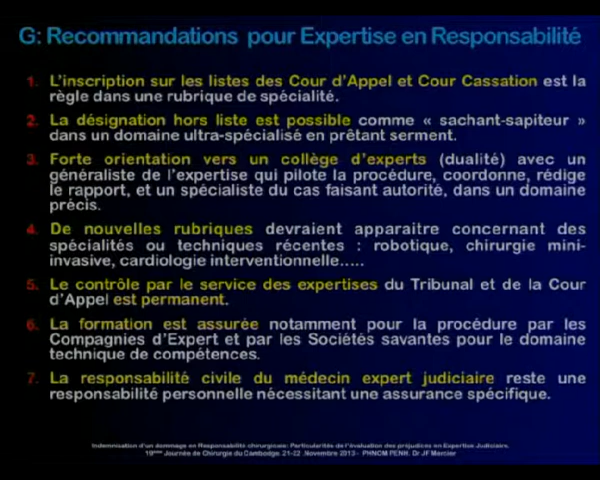 G: Recommandations pour Expertise en Responsabilité
1. L'inscription sur les listes des Cour d'Appel et Cour Cassation est la
règle dans une rubrique de spécialité.
2. La désignation hors liste est possible comme « sachant-sapiteur »
dans un domaine ultra-spécialisé en prêtant serment.
3. Forte orientation vers un collège d'experts (dualité) avec un
généraliste de l'expertise qui pilote la procédure, coordonne, rédige
le rapport, et un spécialiste du cas faisant autorité, dans un domaine
précis.
4. De nouvelles rubriques devraient apparaitre concernant des
spécialités ou techniques récentes : robotique, chirurgie mini-
invasive, cardiologie interventionnelle.....
5. Le contrôle par le service des expertises du Tribunal et de la Cour
d'Appel est permanent.
6. La formation est assurée notamment pour la procédure par les
Compagnies d'Expert et par les Sociétés savantes pour le domaine
technique de compétences.
7. La responsabilité civile du médecin expert judiciaire reste une
responsabilité personnelle nécessitant une assurance spécifique.
Indemnisation d'un dommage en Responsabilité chirurgicale: Particularités de l'évaluation des préjudices en Expertise Judiciaire.
19ème Journée de Chirurgie du Cambodge. 21-22 .Novembre 2013 - PHNOM PENH. Dr JF Mercier